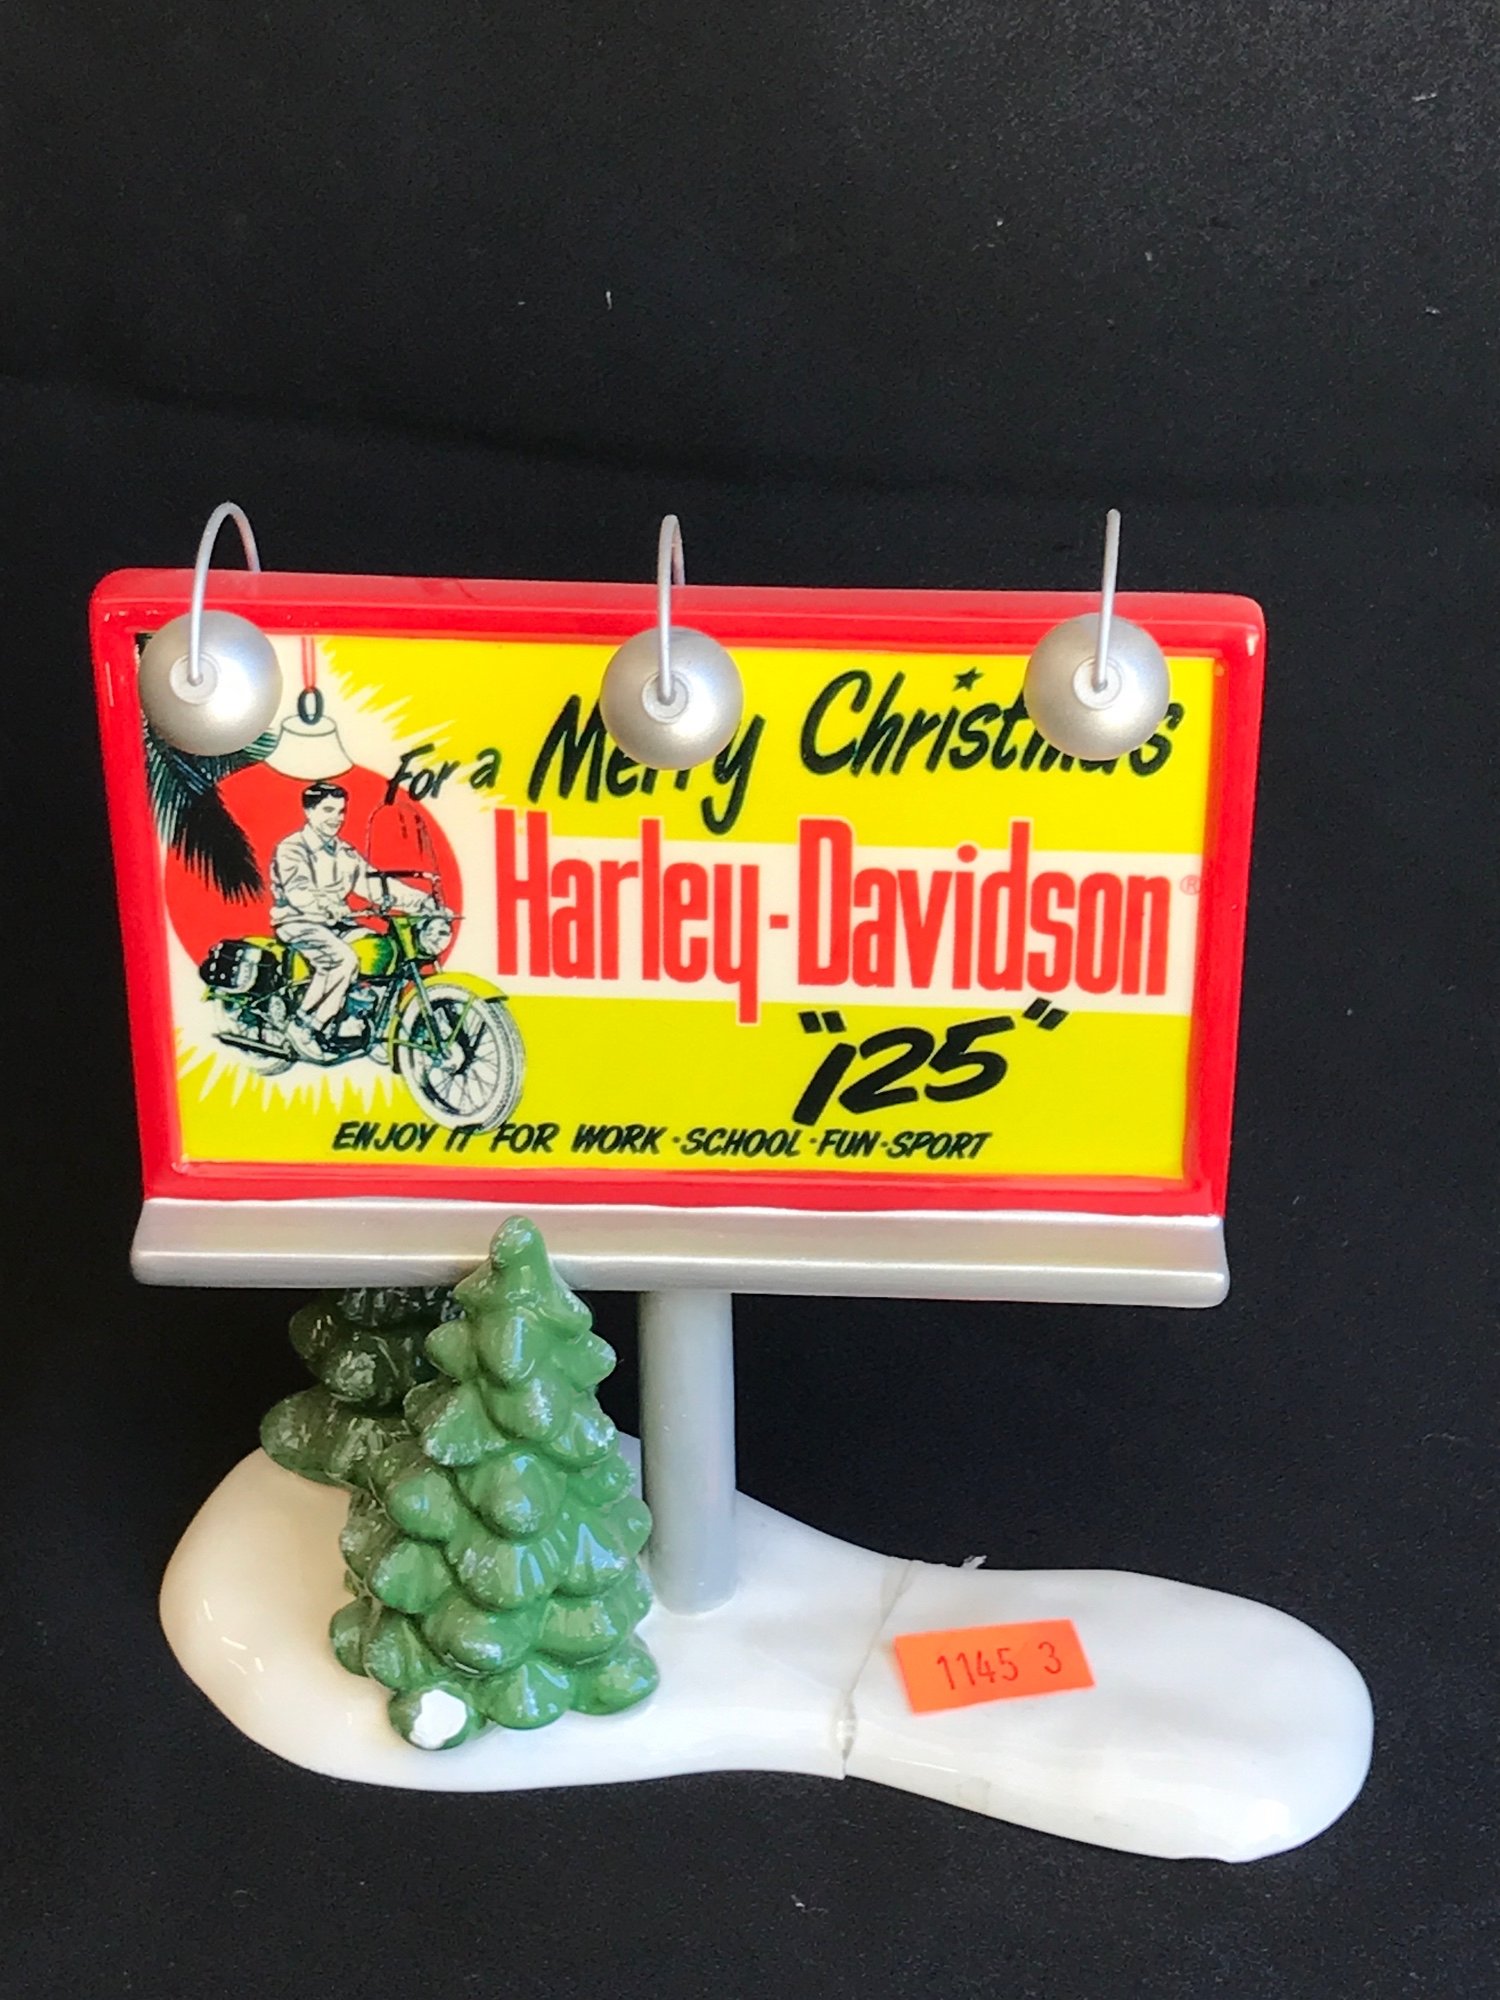 For a Merry Christmas
Harley-Davidson®
"125"
ENJOY IT FOR WORK·SCHOOL·FUN·SPORT
1145 3